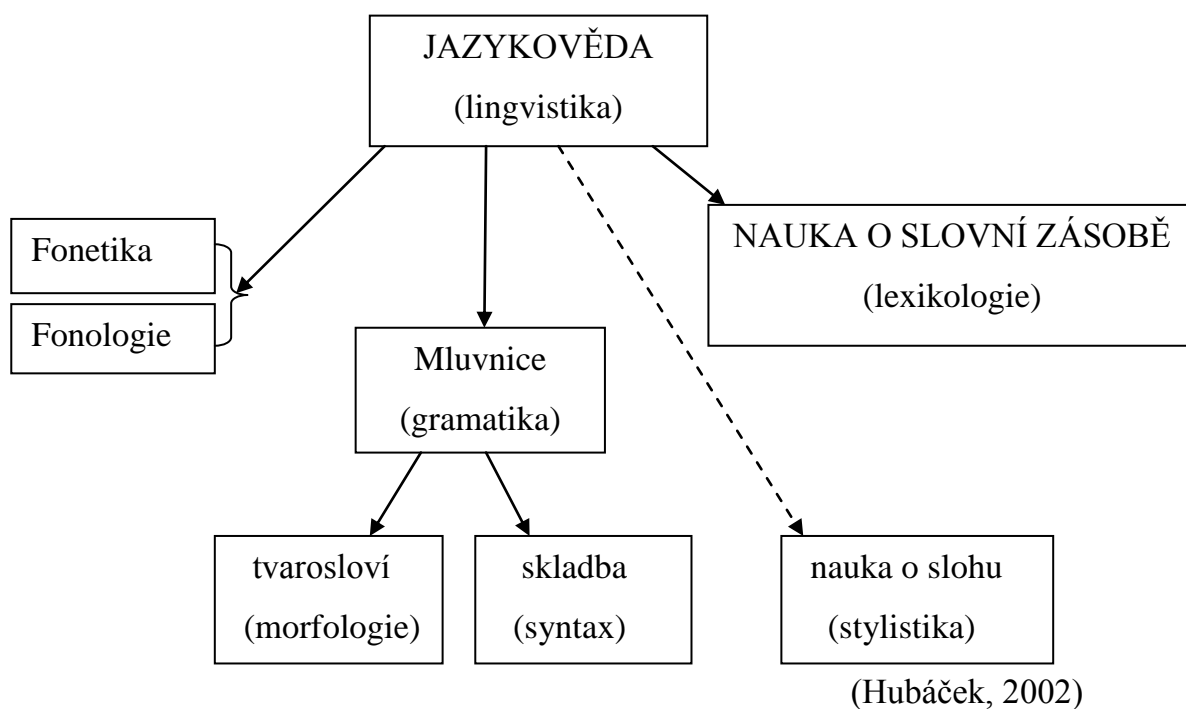 JAZYKOVĚDA
(lingvistika)
Fonetika
Fonologie
NAUKA O SLOVNÍ ZÁSOBĚ
(lexikologie)
Mluvnice
(gramatika)
tvarosloví
(morfologie)
skladba
(syntax)
nauka o slohu
(stylistika)
(Hubáček, 2002)